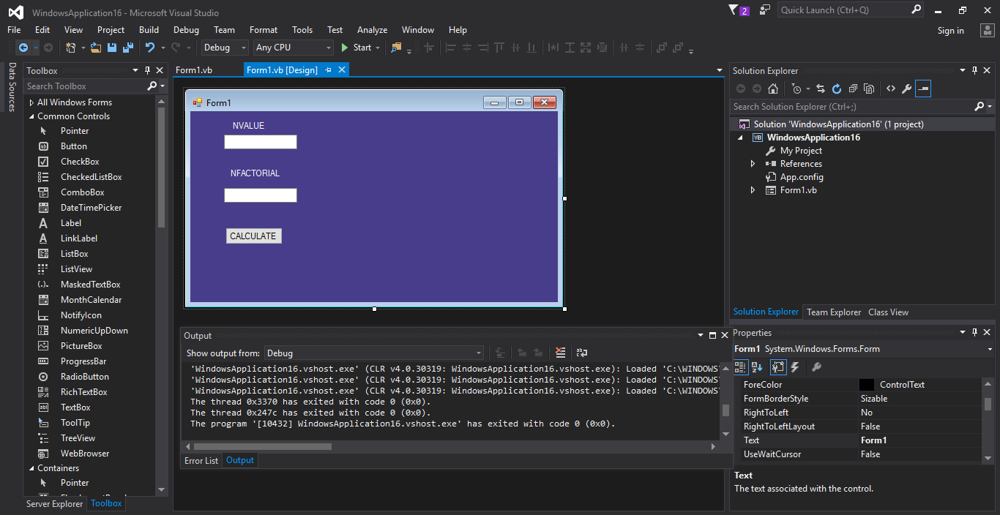 WindowsApplication16 - Microsoft Visual Studio
2
Quick Launch (Ctrl+Q)
File Edit View Project Build Debug Team Format Tools Test Analyze Window Help
Sign in
Debug Any CPU Start
Data Sources
Toolbox
Search Toolbox
All Windows Forms
Common Controls
Pointer
Button
CheckBox
CheckedListBox
ComboBox
DateTimePicker
Label
LinkLabel
ListBox
ListView
MaskedTextBox
MonthCalendar
NotifyIcon
NumericUpDown
PictureBox
ProgressBar
RadioButton
RichTextBox
TextBox
ToolTip
TreeView
WebBrowser
Containers
Pointer
Server Explorer Toolbox
Form1.vb Form1.vb [Design]
Form1
NVALUE
NFACTORIAL
CALCULATE
Output
Show output from: Debug
'WindowsApplication16.vshost.exe' (CLR v4.0.30319: WindowsApplication16.vshost.exe): Loaded 'C:\WINDOWS
'WindowsApplication16.vshost.exe' (CLR v4.0.30319: WindowsApplication16.vshost.exe): Loaded 'C:\WINDOWS
'WindowsApplication16.vshost.exe' (CLR v4.0.30319: WindowsApplication16.vshost.exe): Loaded 'C:\WINDOWS
The thread 0x3370 has exited with code 0 (0x0).
The thread 0x247c has exited with code 0 (0x0).
The program '[10432] WindowsApplication16.vshost.exe' has exited with code 0 (0x0).
Error List Output
Solution Explorer
Search Solution Explorer (Ctrl+;)
Solution 'WindowsApplication16' (1 project)
VB WindowsApplication16
My Project
References
App.config
Form1.vb
Solution Explorer Team Explorer Class View
Properties
Form1 System.Windows.Forms.Form
ForeColor ControlText
FormBorderStyle Sizable
RightToLeft No
RightToLeftLayout False
Text Form1
UseWaitCursor False
Text
The text associated with the control.